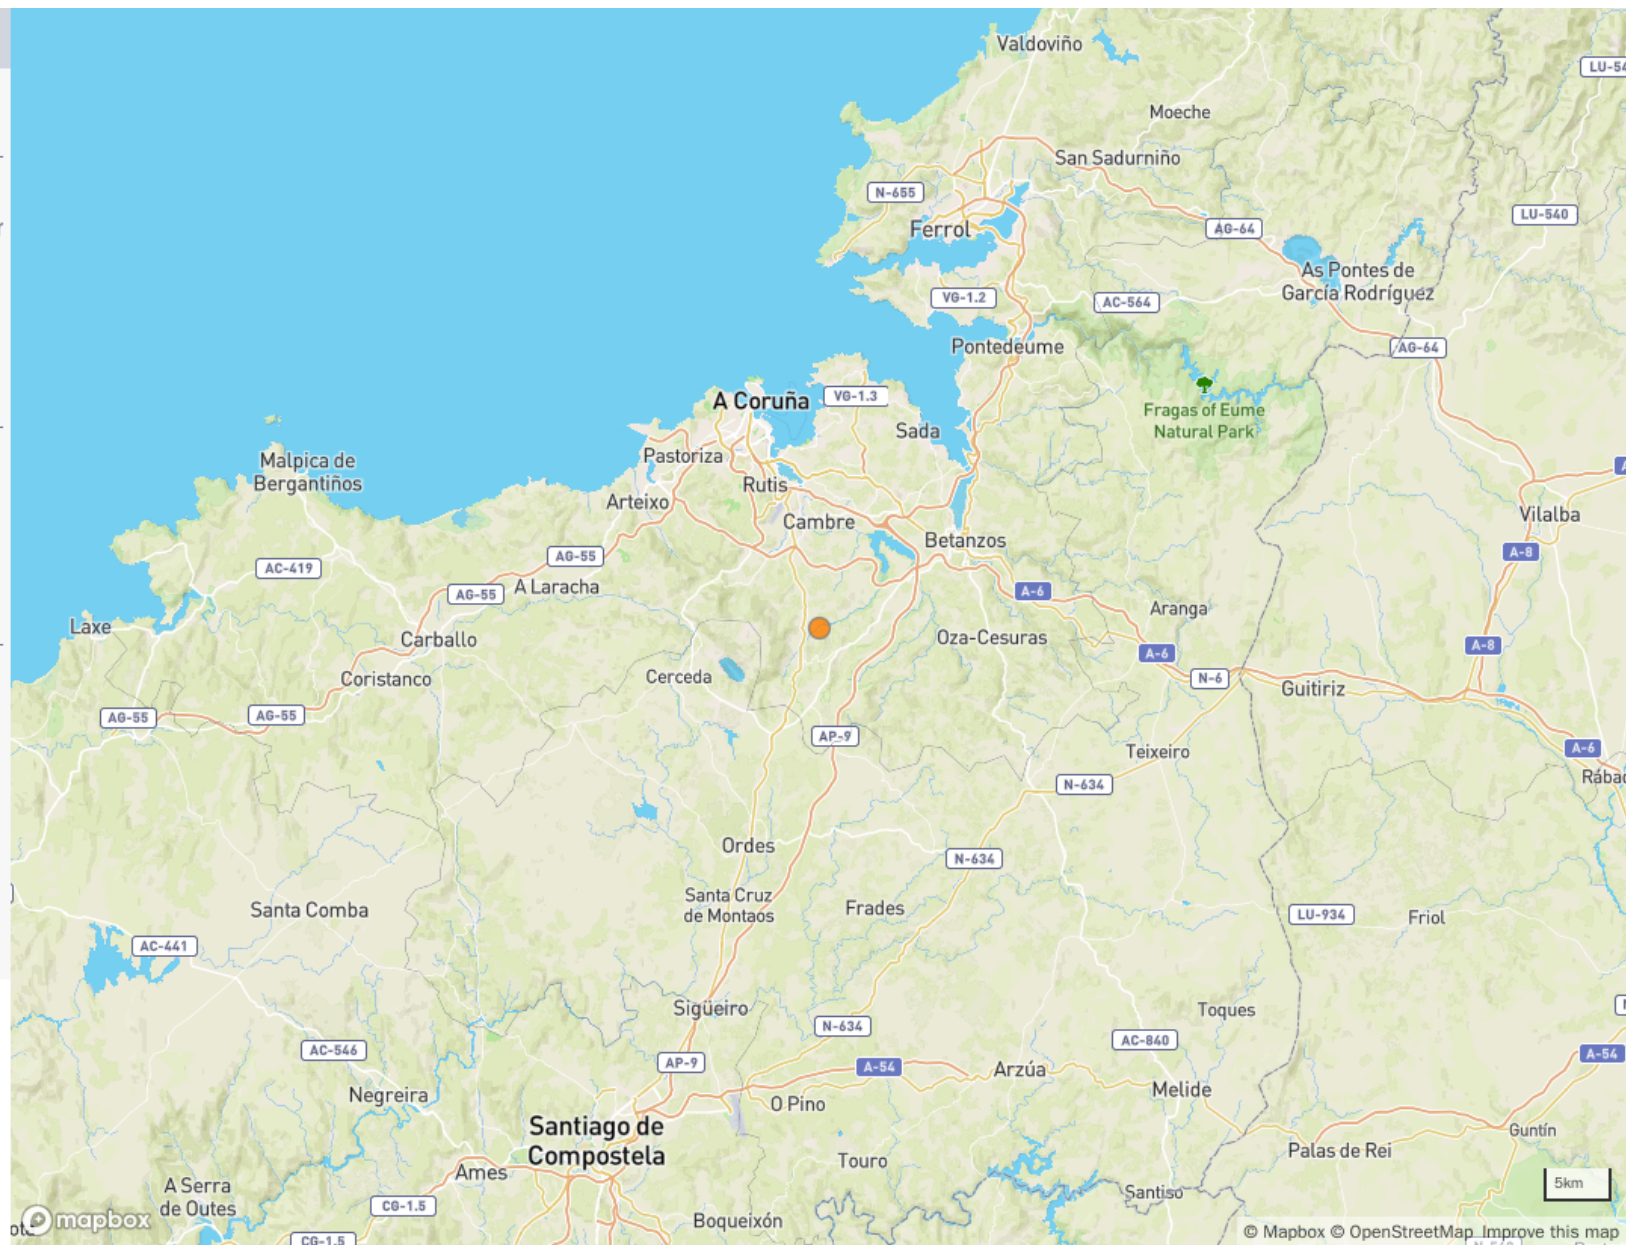 Valdoviño
LU-54
Moeche
San Sadurniño
N-655
LU-540
Ferrol
AG-64
As Pontes de
García Rodríguez
VG-1.2
AC-564
Pontedeume
AG-64
A Coruña
VG-1.3
Fragas of Eume
Natural Park
Sada
Pastoriza
Malpica de
Bergantiños
Rutis
Arteixo
Cambre
Vilalba
Betanzos
A-8
AG-55
AC-419
A Laracha
AG-55
A-6
Aranga
Laxe
Carballo
Oza-Cesuras
A-8
A-6
Cerceda
Coristanco
N-6
Guitiriz
AG-55
AG-55
AP-9
Teixeiro
A-6
Rábad
N-634
Ordes
N-634
Santa Cruz
de Montaos
Frades
Santa Comba
LU-934
Friol
AC-441
Sigüeiro
Toques
N-634
AC-840
AC-546
AP-9
A-54
A-54
Arzúa
Negreira
Melide
O Pino
Santiago de
Compostela
Guntín
Palas de Rei
Touro
Ames
A Serra
de Outes
Santiso
5km
CG-1.5
mapbox
Boqueixón
© Mapbox © OpenStreetMap Improve this map
CG-1.5